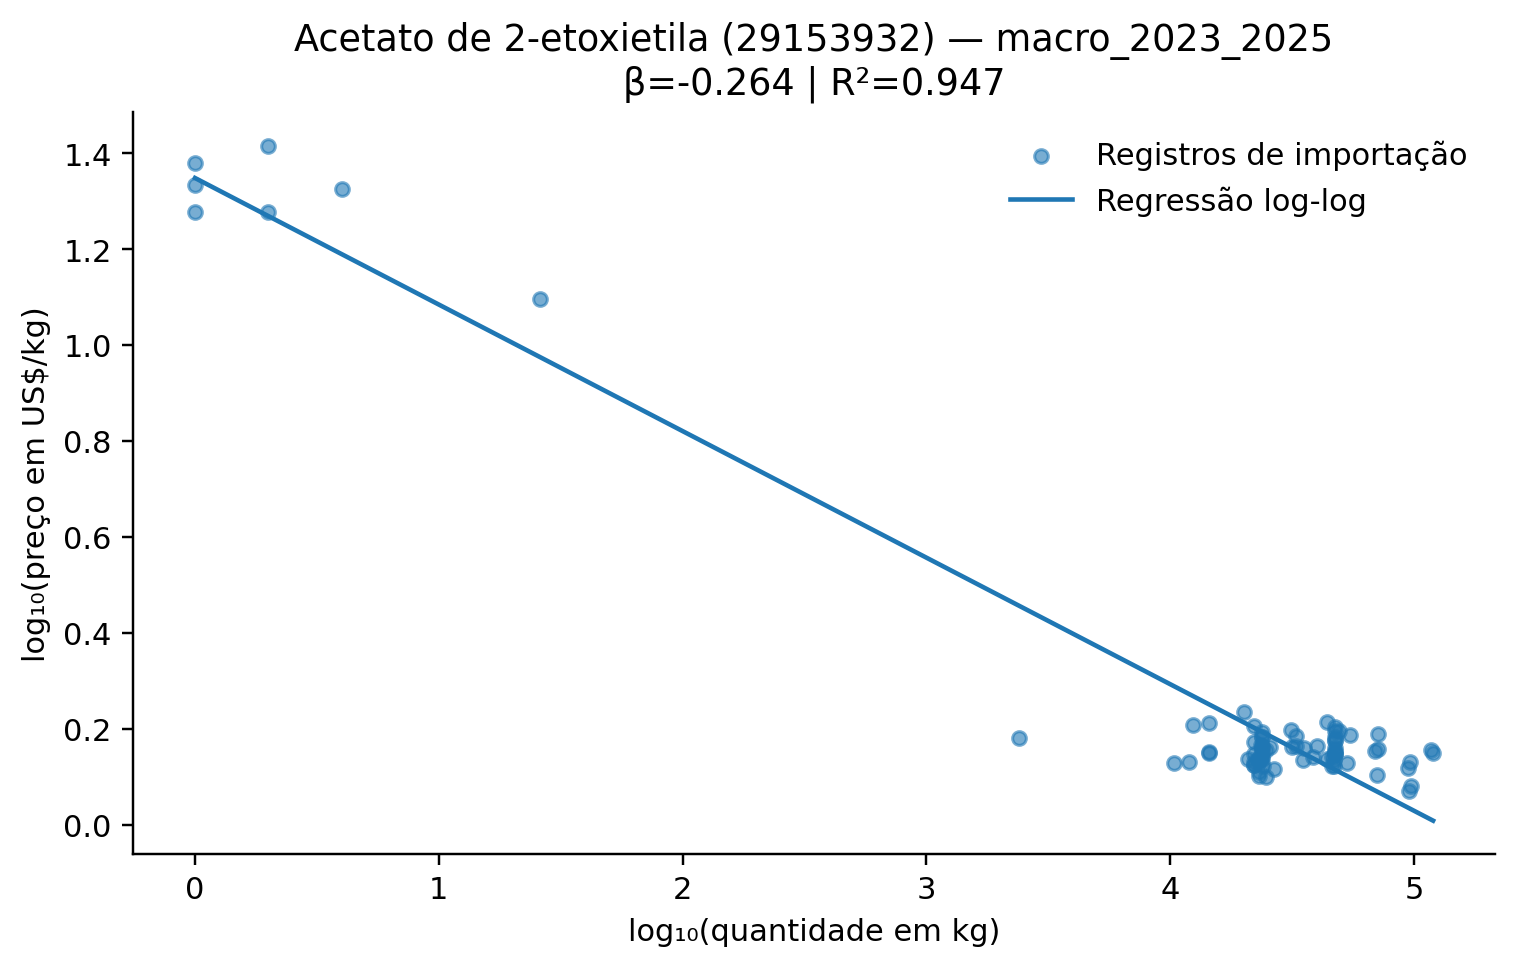 Acetato de 2-etoxietila (29153932) — macro_2023_2025
β=-0.264 | R²=0.947
Registros de importação
Regressão log-log
log₁₀(preço em US$/kg)
1.4
1.2
1.0
0.8
0.6
0.4
0.2
0.0
0 1 2 3 4 5
log₁₀(quantidade em kg)